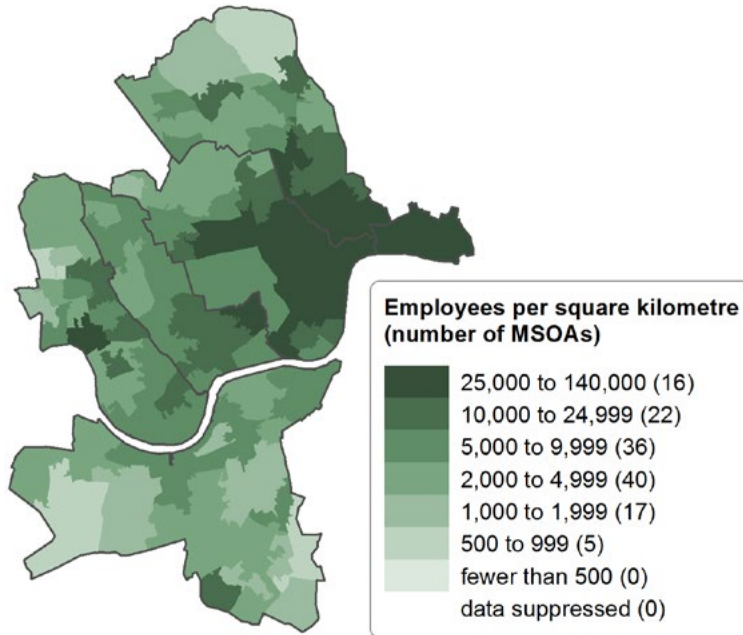 Employees per square kilometre
(number of MSOAs)
25,000 to 140,000 (16)
10,000 to 24,999 (22)
5,000 to 9,999 (36)
2,000 to 4,999 (40)
1,000 to 1,999 (17)
500 to 999 (5)
fewer than 500 (0)
data suppressed (0)